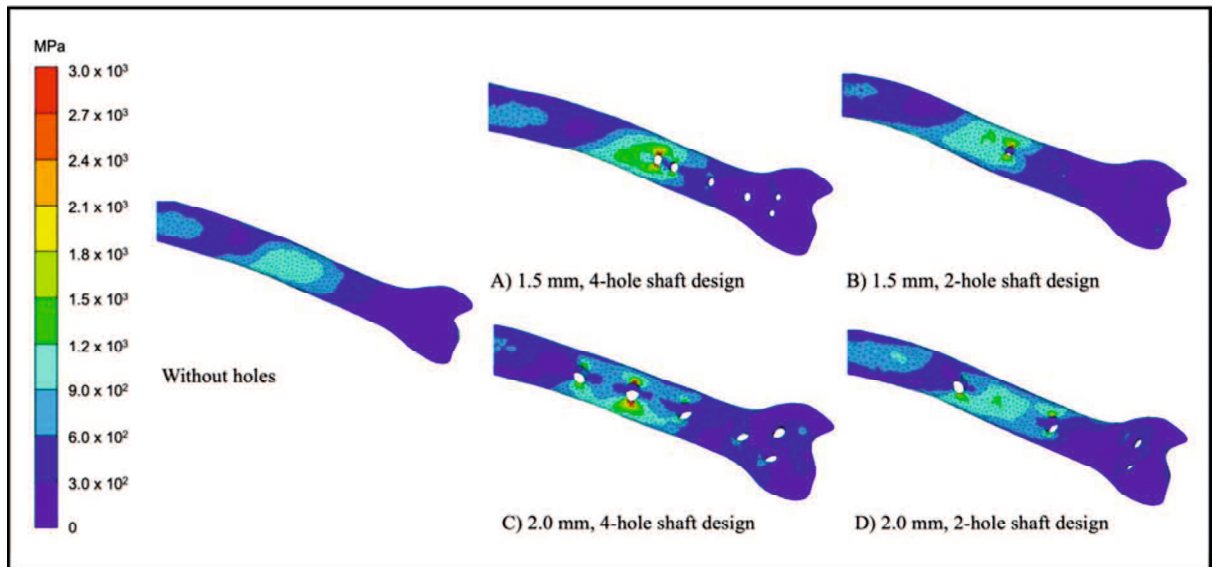 MPa
3.0 x 10³
2.7 x 10³
2.4 x 10³
2.1 x 10³
1.8 x 10³
1.5 x 10³
1.2 x 10³
9.0 x 10²
6.0 x 10²
3.0 x 10²
0
Without holes
A) 1.5 mm, 4-hole shaft design
B) 1.5 mm, 2-hole shaft design
C) 2.0 mm, 4-hole shaft design
D) 2.0 mm, 2-hole shaft design